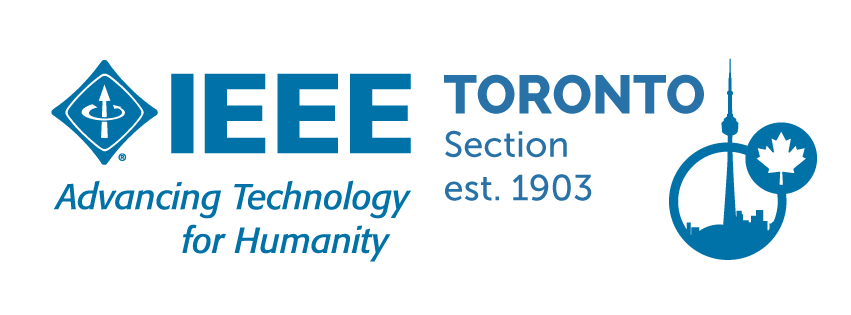 IEEE
®
Advancing Technology
for Humanity
TORONTO
Section
est. 1903